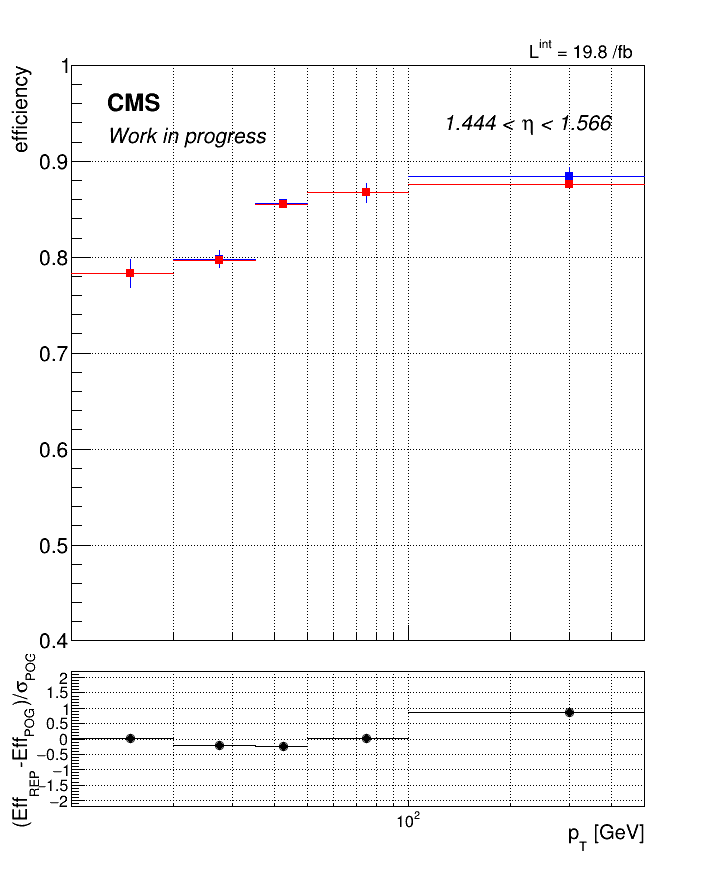 L^int = 19.8 /fb
efficiency
1
CMS
1.444 < η < 1.566
Work in progress
0.9
0.8
0.7
0.6
0.5
0.4
(Eff_REP -Eff_POG)/σ_POG
2
1.5
1
0.5
0
−0.5
−1
−1.5
−2
10^2
p_T [GeV]